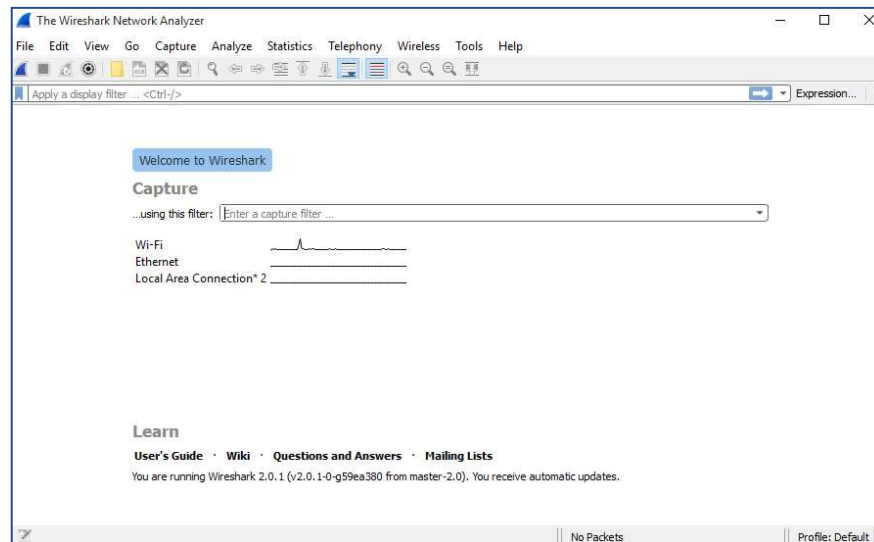 The Wireshark Network Analyzer
File Edit View Go Capture Analyze Statistics Telephony Wireless Tools Help
Apply a display filter ... <Ctrl-/> Expression...
Welcome to Wireshark
Capture
...using this filter: Enter a capture filter ...
Wi-Fi
Ethernet
Local Area Connection* 2
Learn
User's Guide · Wiki · Questions and Answers · Mailing Lists
You are running Wireshark 2.0.1 (v2.0.1-0-g59ea380 from master-2.0). You receive automatic updates.
No Packets Profile: Default